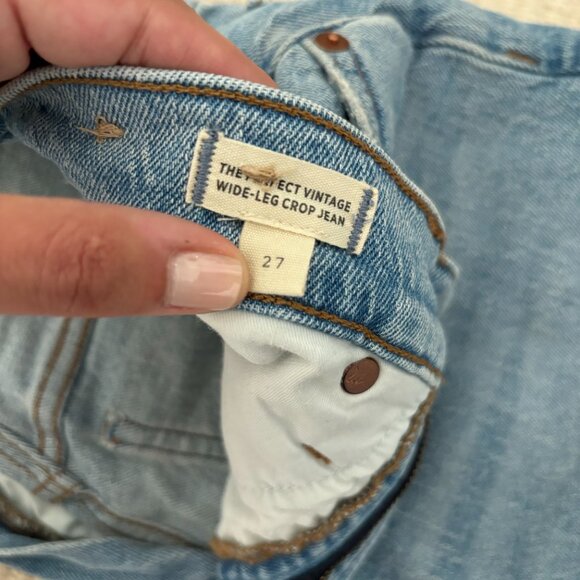 THE PERFECT VINTAGE
WIDE-LEG CROP JEAN
27